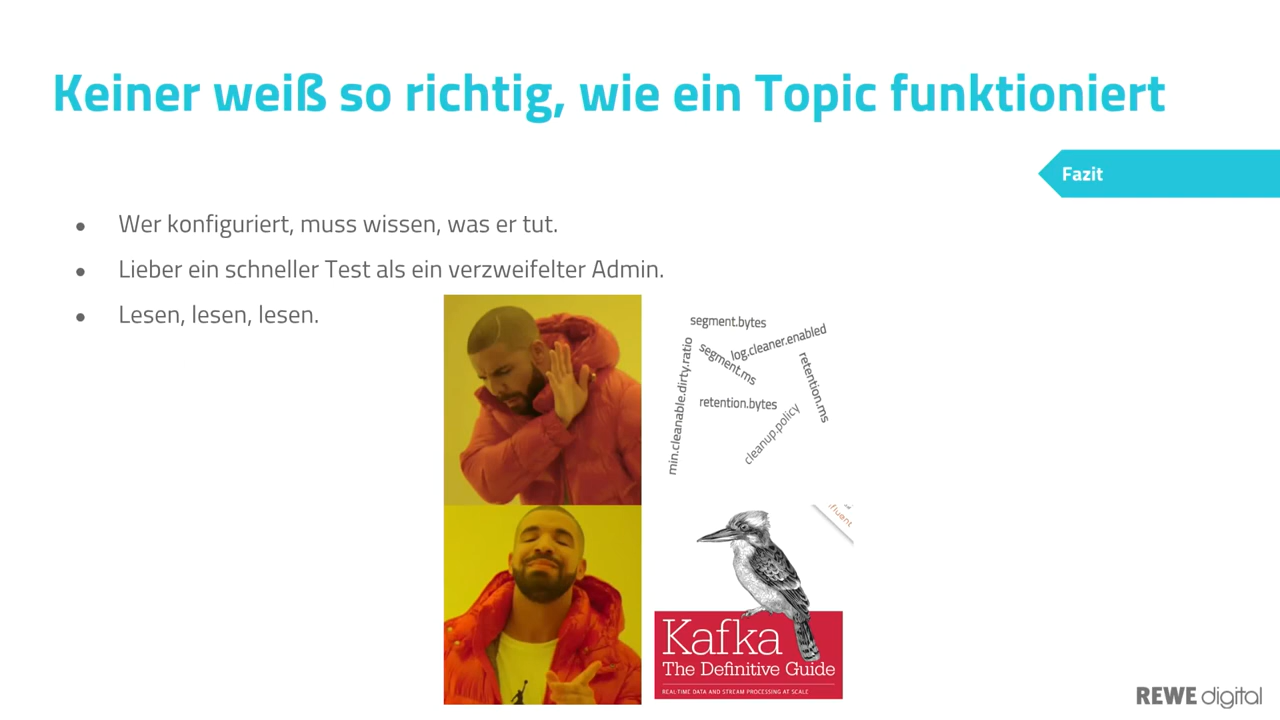 Keiner weiß so richtig, wie ein Topic funktioniert
Fazit
Wer konfiguriert, muss wissen, was er tut.
Lieber ein schneller Test als ein verzweifelter Admin.
Lesen, lesen, lesen.
segment.bytes
log.cleaner.enabled
segment.ms
min.cleanable.dirty.ratio
retention.ms
retention.bytes
cleanup.policy
fluent
Kafka
The Definitive Guide
REAL-TIME DATA AND STREAM PROCESSING AT SCALE
REWE digital